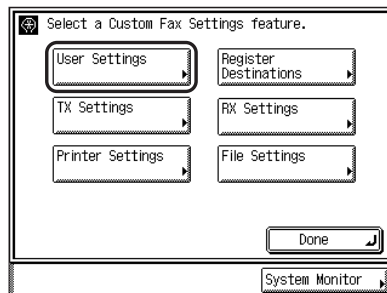 Select a Custom Fax Settings feature.
User Settings
Register
Destinations
TX Settings
RX Settings
Printer Settings
File Settings
Done
System Monitor